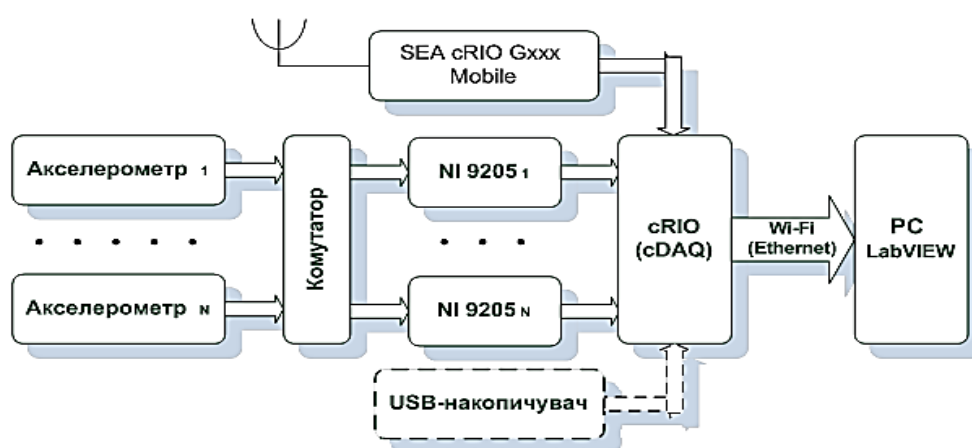 SEA cRIO Gxxx
Mobile
Акселерометр 1
Комутатор
NI 9205 1
cRIO
(cDAQ)
Wi-Fi
(Ethernet)
PC
LabVIEW
. . . . .
. . .
Акселерометр N
NI 9205 N
USB-накопичувач